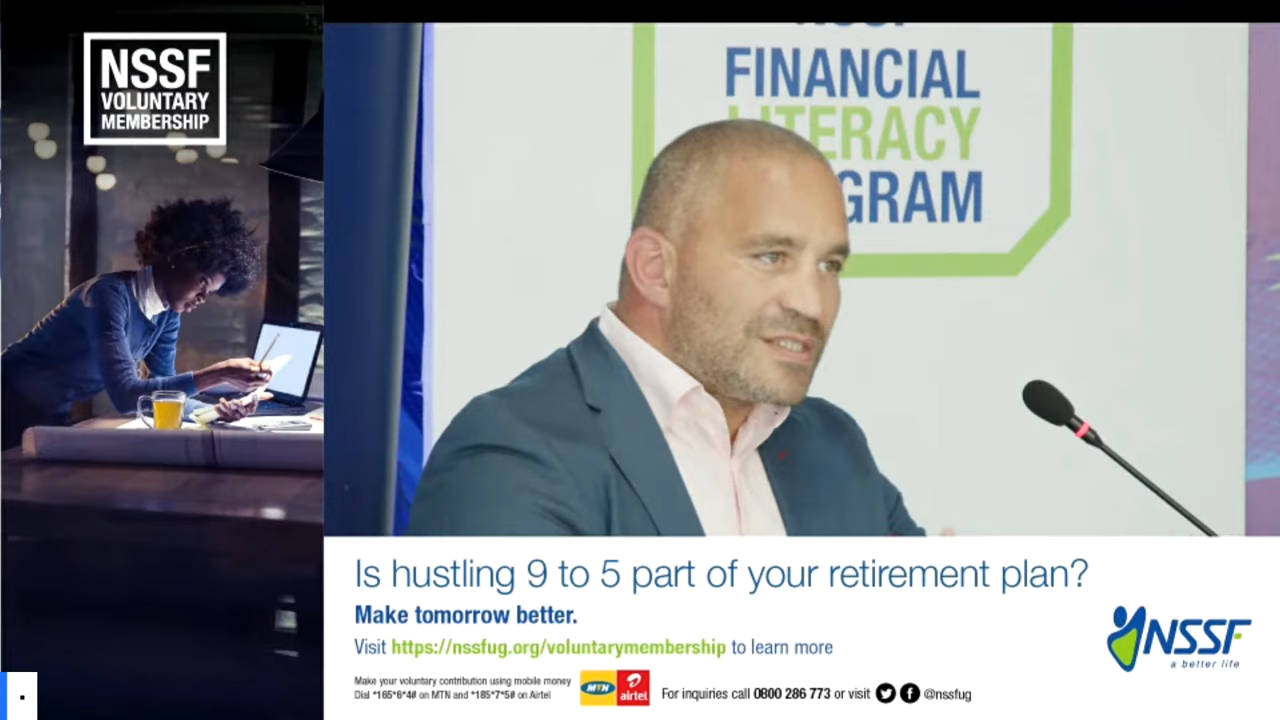 NSSF
VOLUNTARY
MEMBERSHIP
FINANCIAL
LITERACY
Is hustling 9 to 5 part of your retirement plan?
Make tomorrow better.
Visit https://nssfug.org/voluntarymembership to learn more
NSSF
a better life
Make your voluntary contribution using mobile money
Dial *165*6*4# on MTN and *185*7*5# on Airtel
MTN
airtel
For inquiries call 0800 286 773 or visit @nssfug